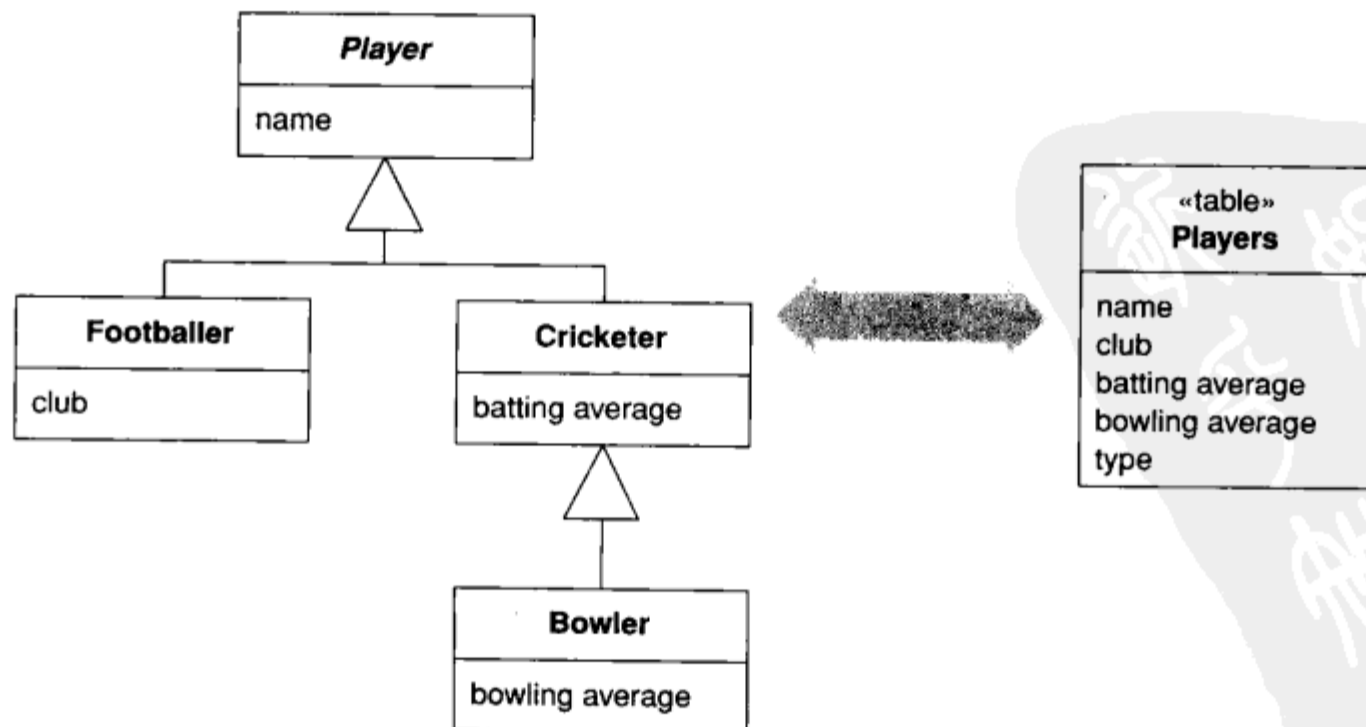 Player
name
Footballer
club
Cricketer
batting average
Bowler
bowling average
«table»
Players
name
club
batting average
bowling average
type